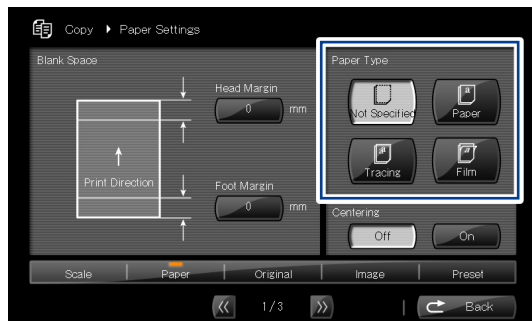 Copy ▸ Paper Settings
Blank Space
Head Margin
0 mm
Print Direction
Foot Margin
0 mm
Paper Type
Not Specified
Paper
Tracing
Film
Centering
Off
On
Scale
Paper
Original
Image
Preset
1/3
Back